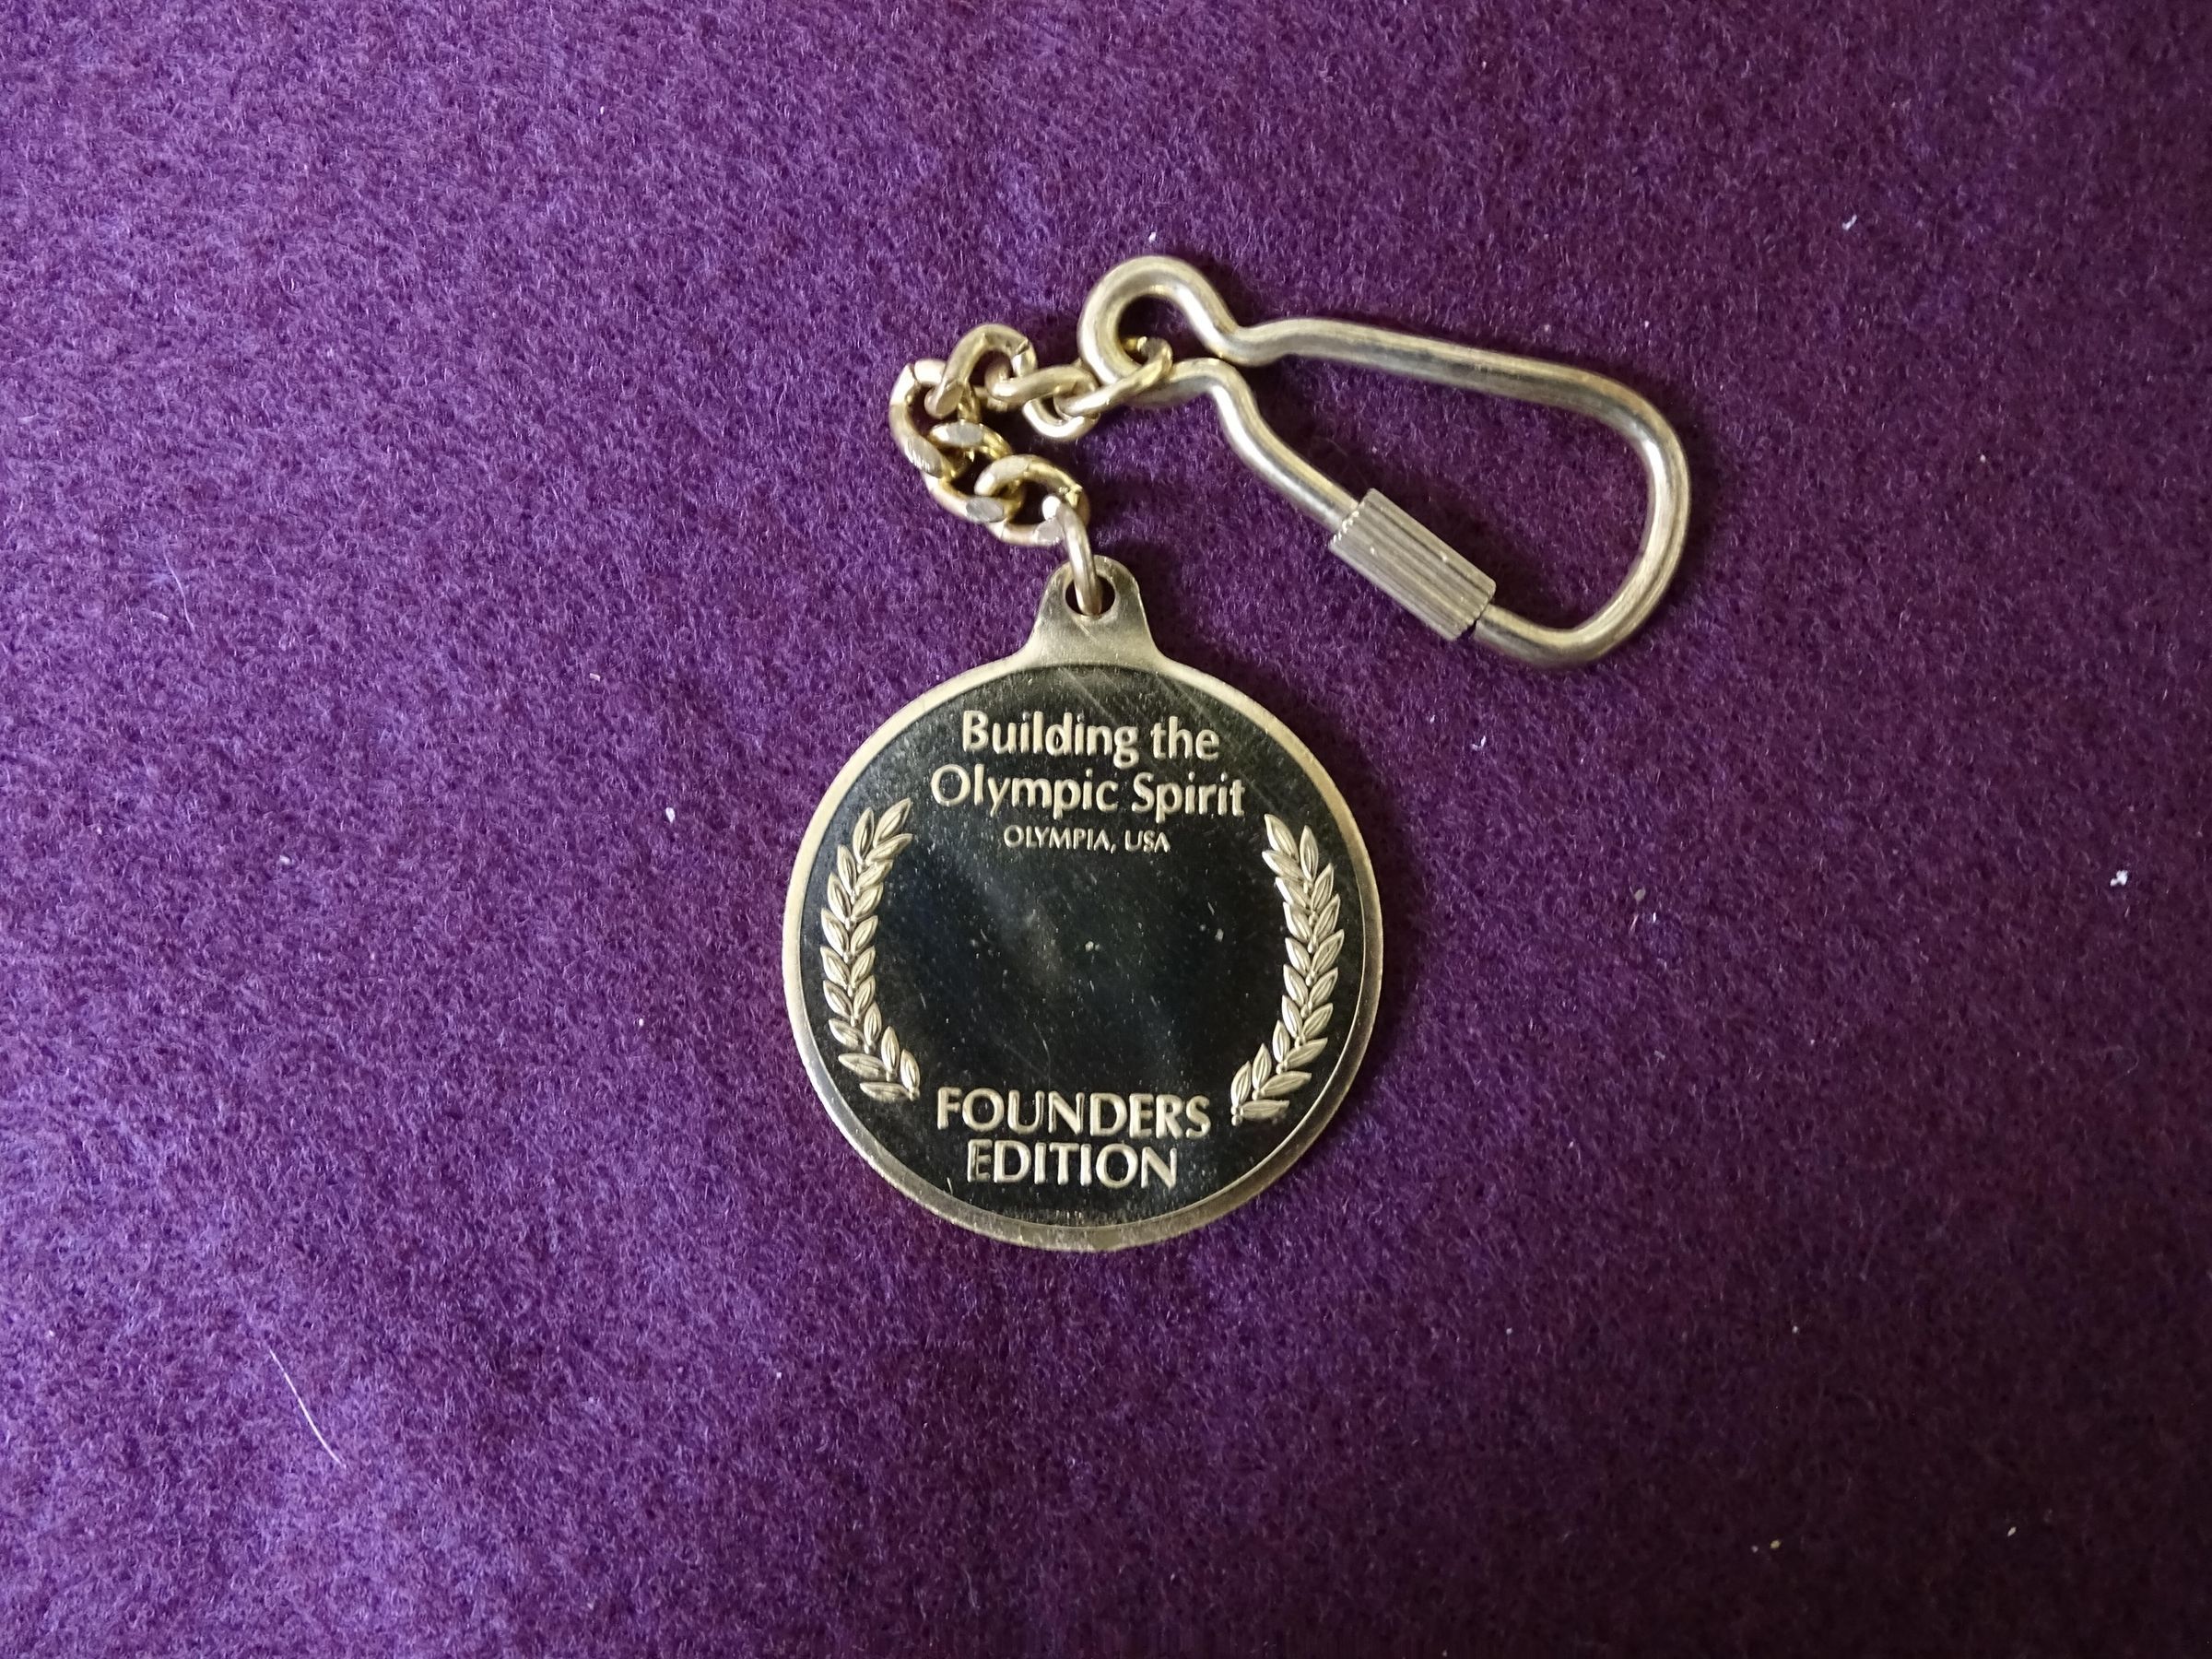 Building the
Olympic Spirit
OLYMPIA, USA
FOUNDERS
EDITION